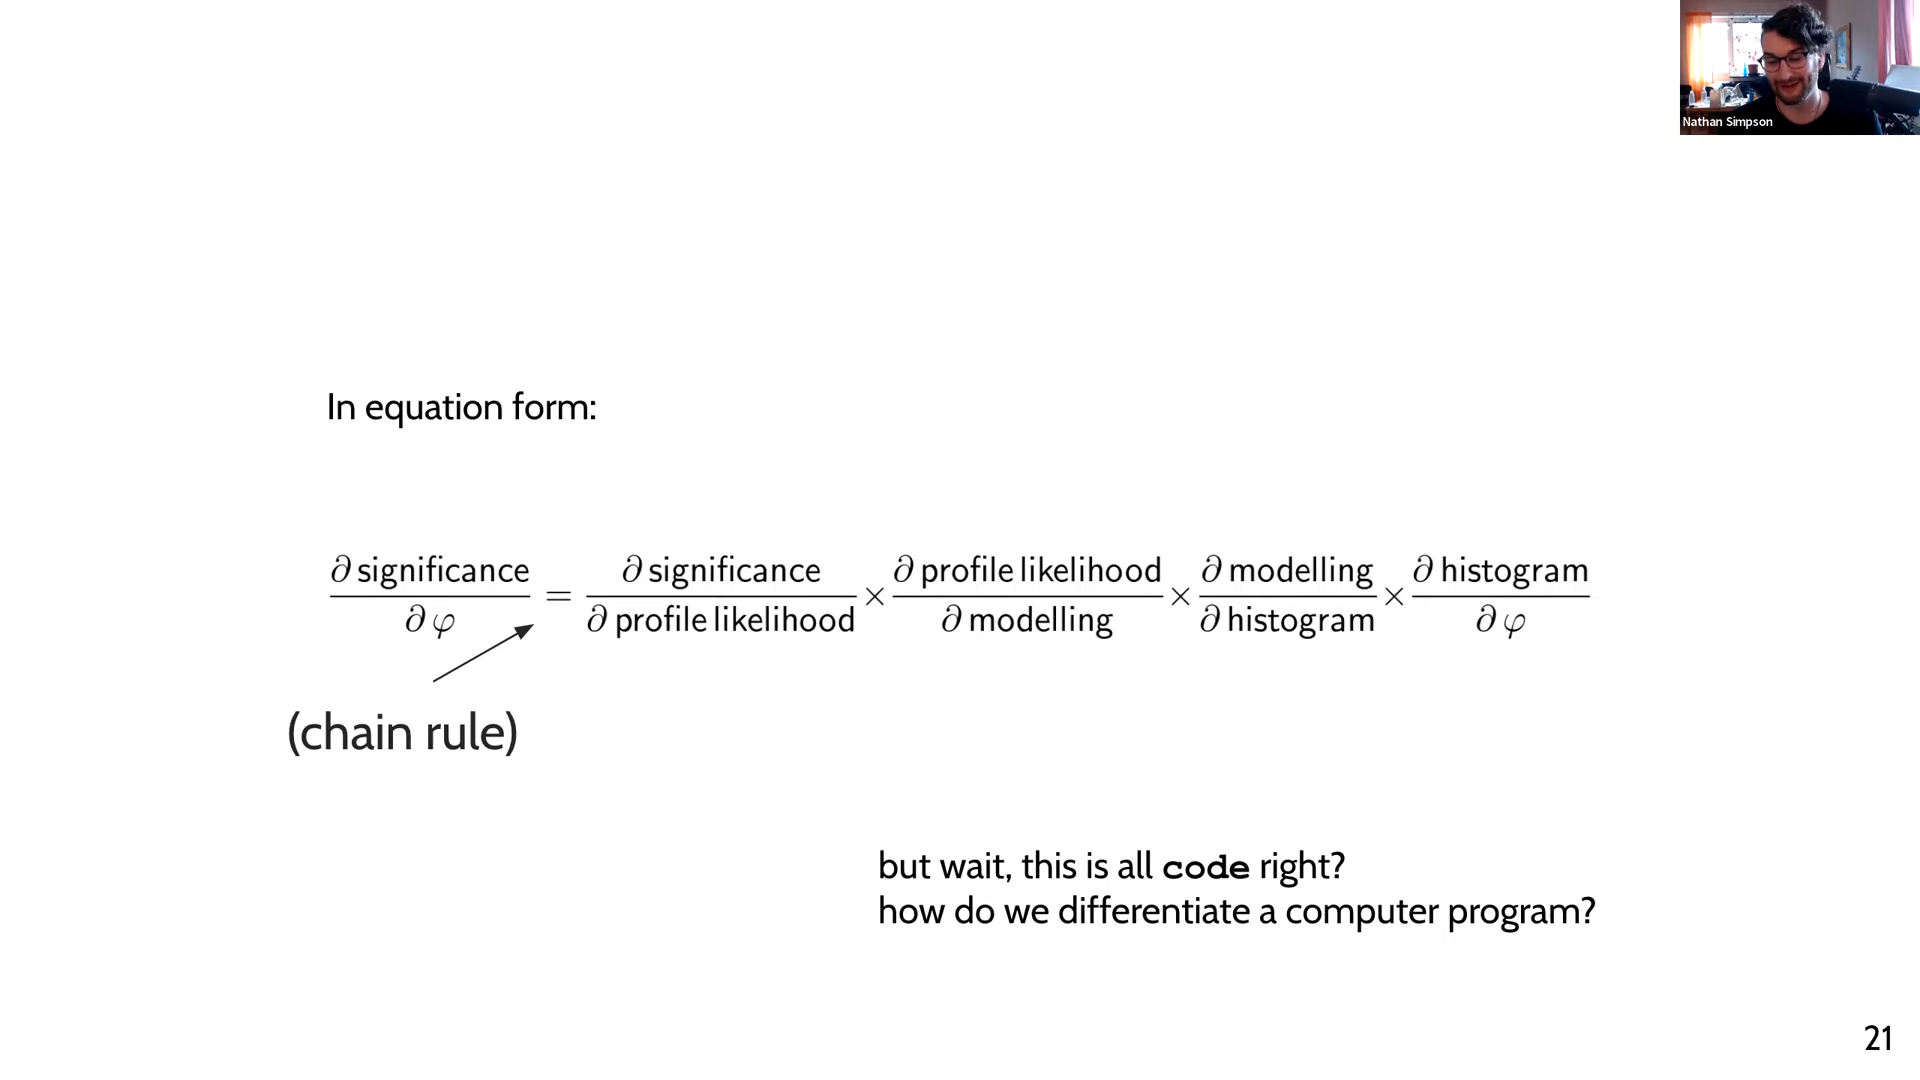 Nathan Simpson
In equation form:
∂ significance / ∂ φ = ∂ significance / ∂ profile likelihood × ∂ profile likelihood / ∂ modelling × ∂ modelling / ∂ histogram × ∂ histogram / ∂ φ
(chain rule)
but wait, this is all code right?
how do we differentiate a computer program?
21